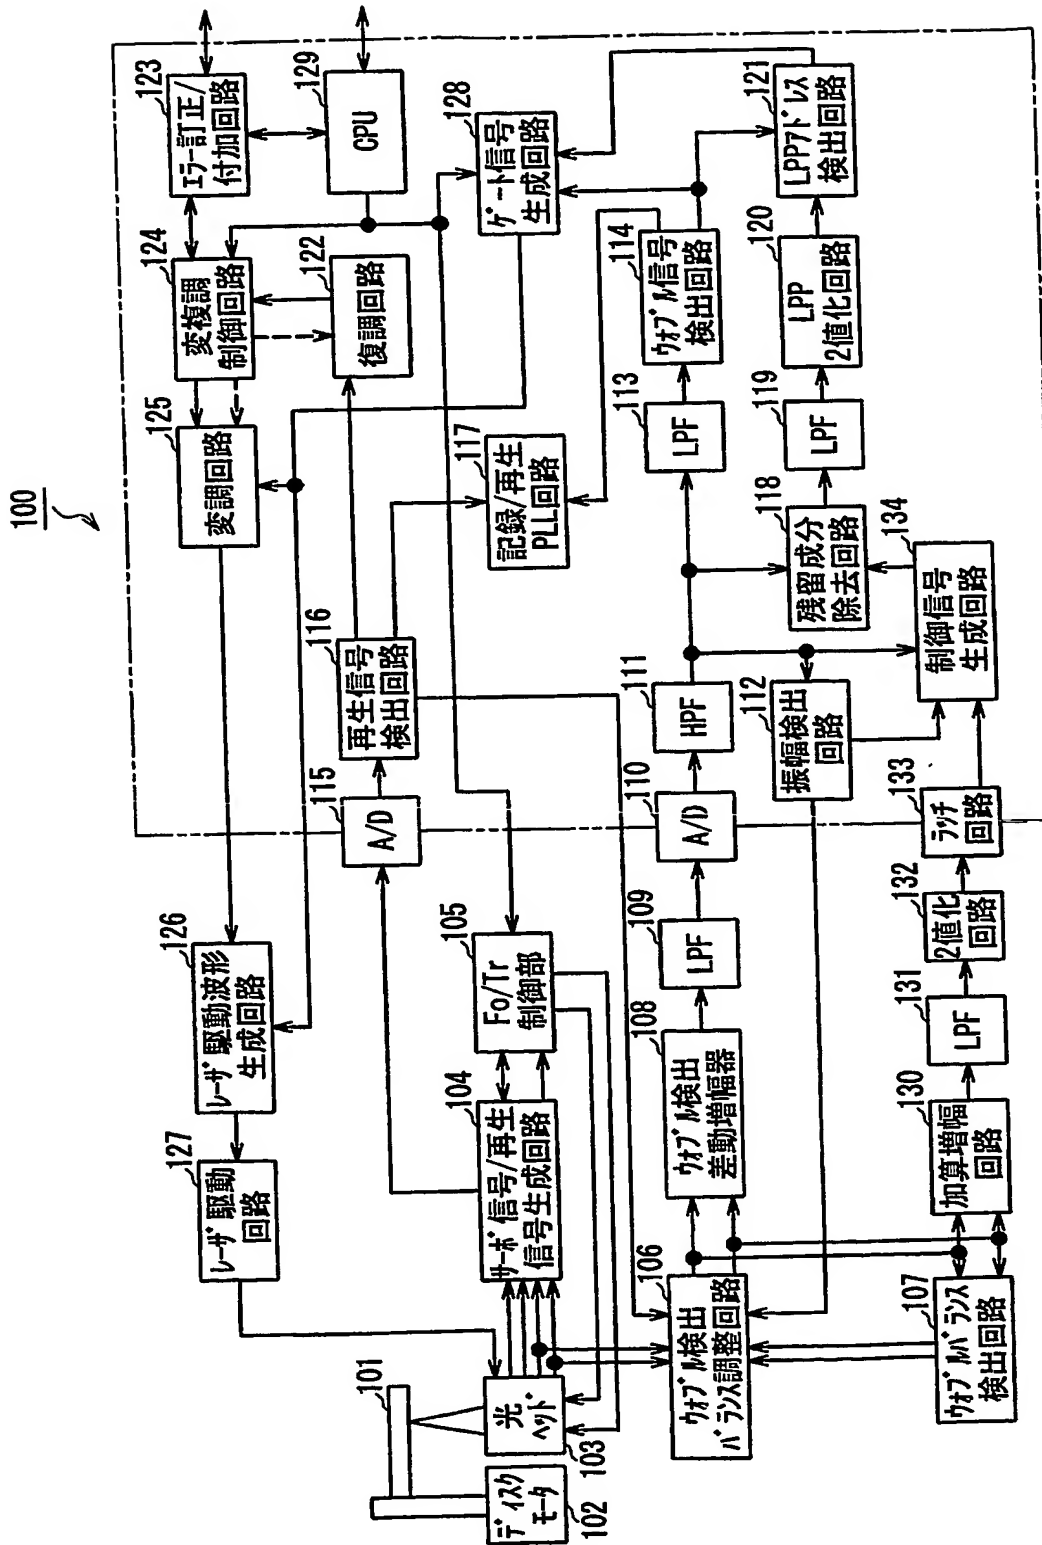 100
101
ディスク
モータ
102
光
ヘッド
103
レーザ駆動
回路
127
レーザ駆動波形
生成回路
126
変調回路
125
変複調
制御回路
124
エラー訂正/
付加回路
123
CPU
129
復調回路
122
サーボ信号/再生
信号生成回路
104
Fo/Tr
制御部
105
A/D
115
再生信号
検出回路
116
記録/再生
PLL回路
117
ゲート信号
生成回路
128
ウォブル検出
バランス調整回路
106
ウォブル検出
差動増幅器
108
LPF
109
A/D
110
HPF
111
振幅検出
回路
112
LPF
113
ウォブル信号
検出回路
114
残留成分
除去回路
118
LPF
119
LPP
2値化回路
120
LPPアドレス
検出回路
121
ウォブルバランス
検出回路
107
加算増幅
回路
130
LPF
131
2値化
回路
132
ラッチ
回路
133
制御信号
生成回路
134